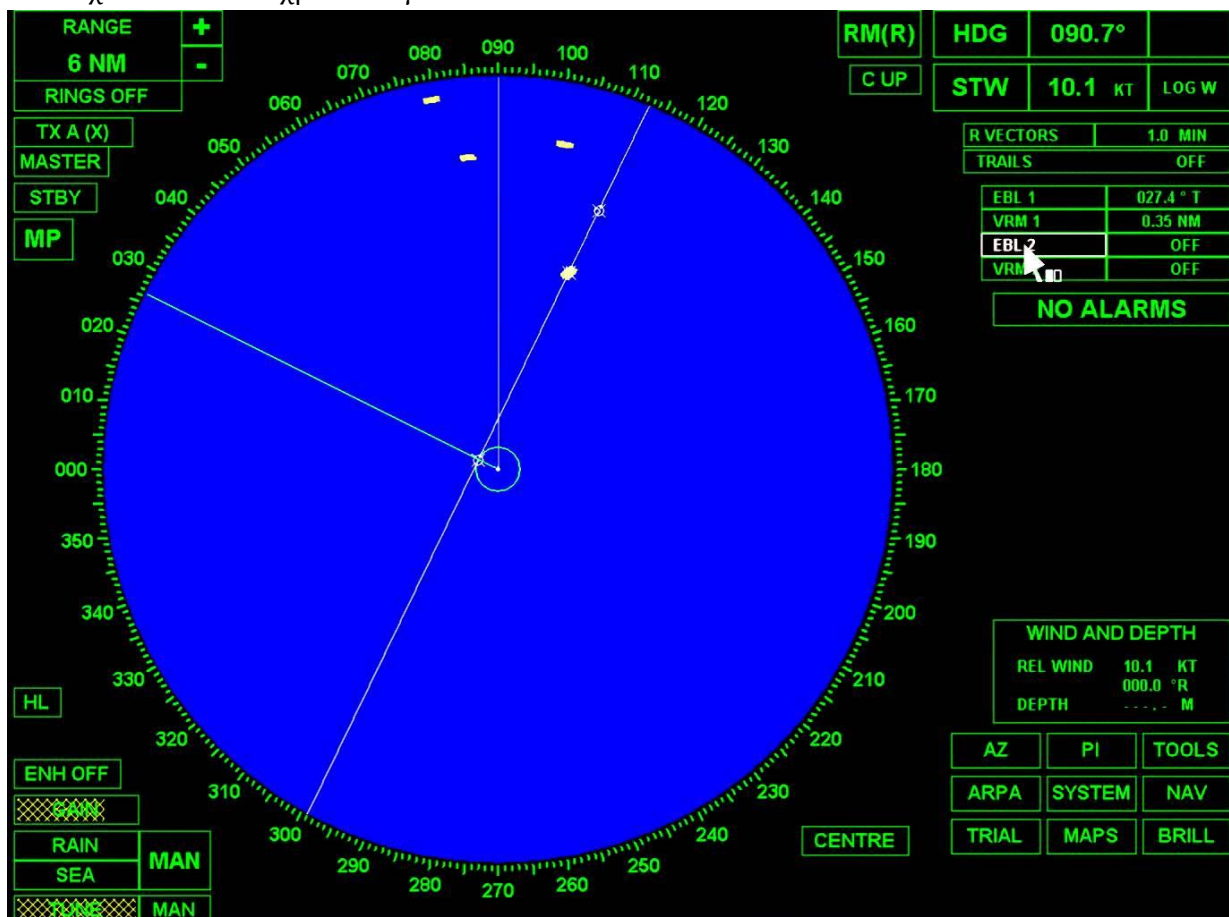 RANGE +
6 NM -
RINGS OFF
TX A (X)
MASTER
STBY
MP
RM(R)
C UP
HDG 090.7°
STW 10.1 KT LOG W
R VECTORS 1.0 MIN
TRAILS OFF
EBL 1 027.4 ° T
VRM 1 0.35 NM
EBL 2 OFF
VRM OFF
NO ALARMS
090
100
110
120
130
140
150
160
170
180
190
200
210
220
230
240
250
260
270
280
290
300
310
320
330
340
350
000
010
020
030
040
050
060
070
080
HL
ENH OFF
GAIN
RAIN
SEA
MAN
TUNE MAN
CENTRE
WIND AND DEPTH
REL WIND 10.1 KT
000.0 °R
DEPTH ---.- M
AZ PI TOOLS
ARPA SYSTEM NAV
TRIAL MAPS BRILL